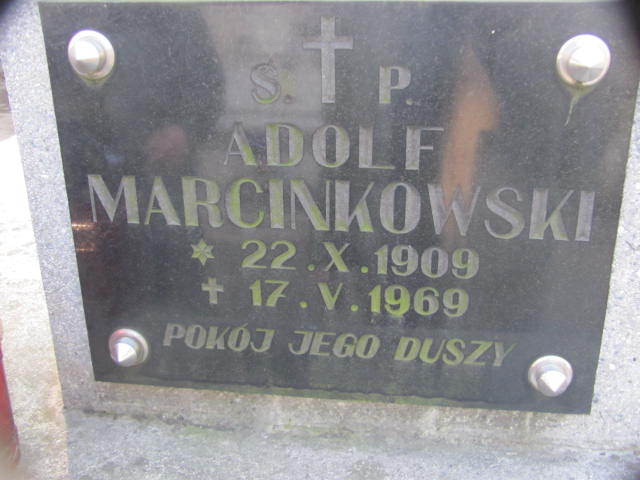 Ś. † P.
ADOLF
MARCINKOWSKI
* 22.X.1909
† 17.V.1969
POKÓJ JEGO DUSZY